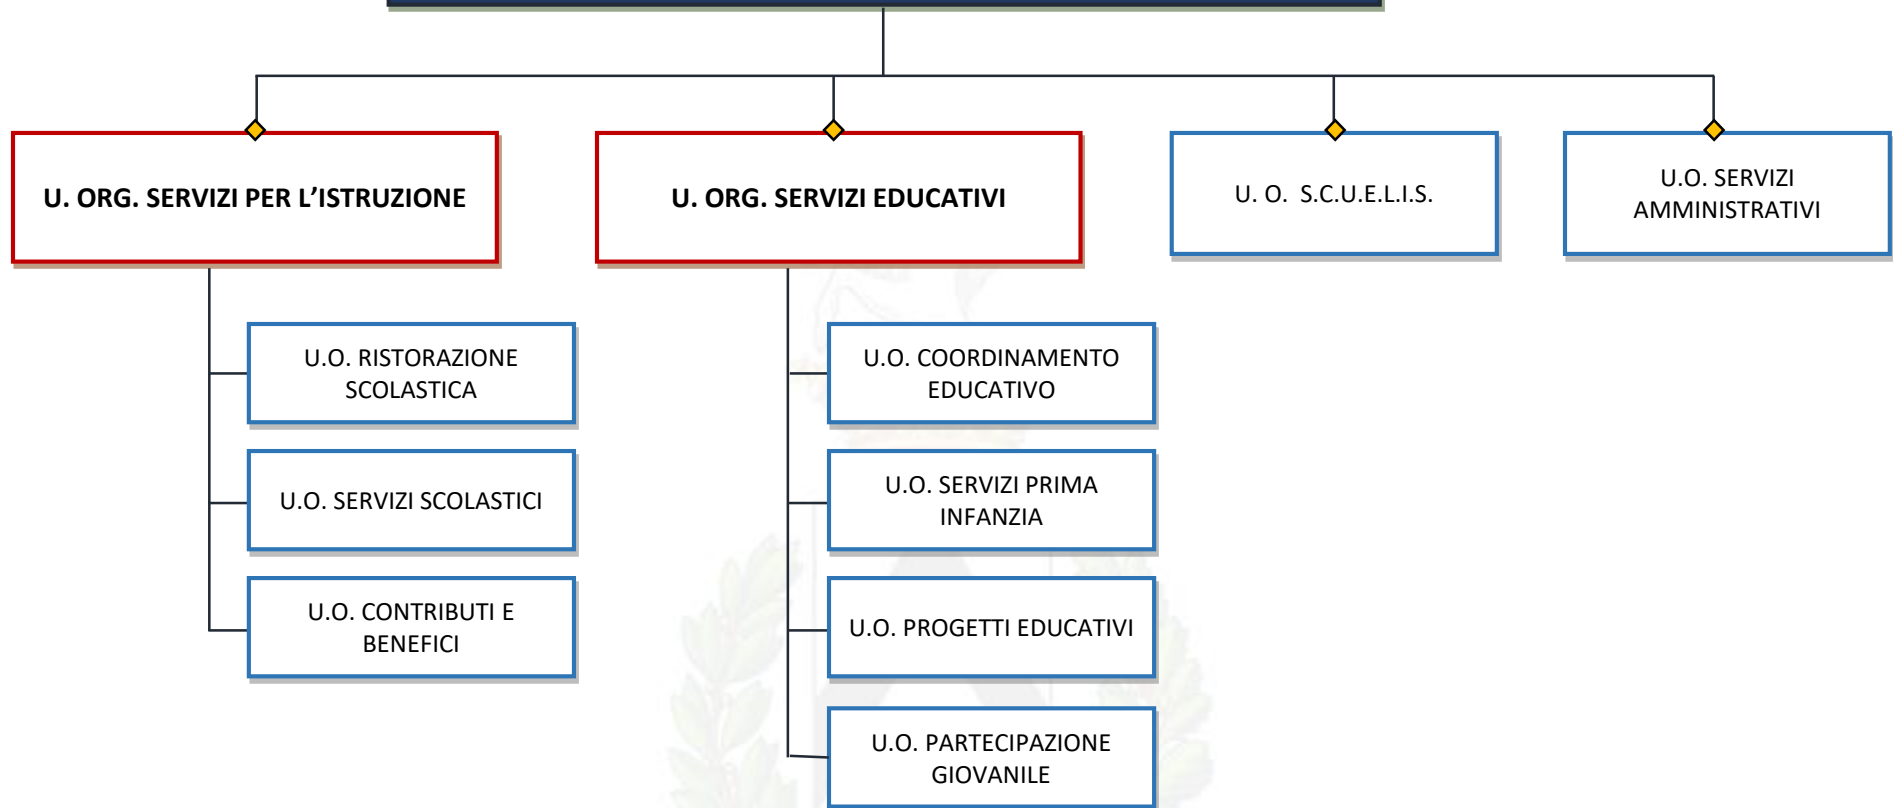 U. ORG. SERVIZI PER L’ISTRUZIONE
U. ORG. SERVIZI EDUCATIVI
U. O.  S.C.U.E.L.I.S.
U.O. SERVIZI
AMMINISTRATIVI
U.O. RISTORAZIONE
SCOLASTICA
U.O. SERVIZI SCOLASTICI
U.O. CONTRIBUTI E
BENEFICI
U.O. COORDINAMENTO
EDUCATIVO
U.O. SERVIZI PRIMA
INFANZIA
U.O. PROGETTI EDUCATIVI
U.O. PARTECIPAZIONE
GIOVANILE